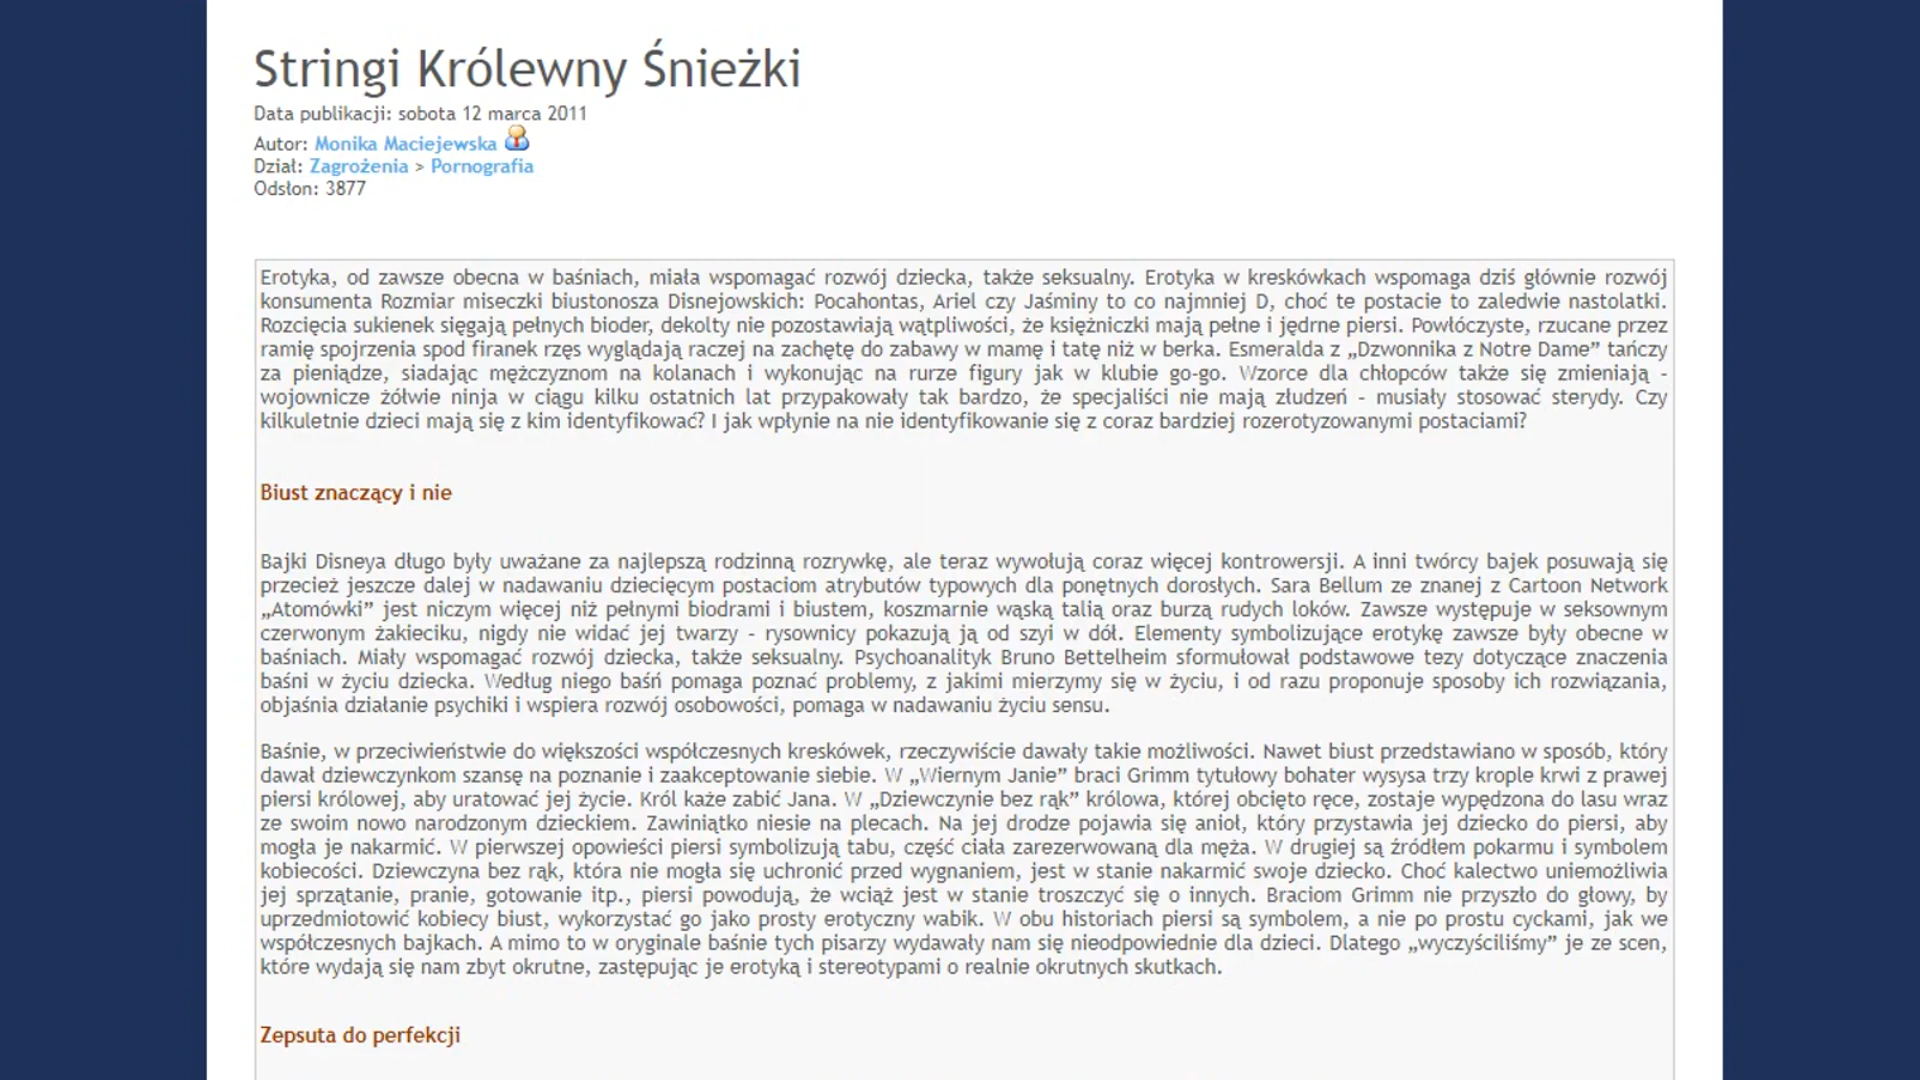 Stringi Królewny Śnieżki
Data publikacji: sobota 12 marca 2011
Autor: Monika Maciejewska
Dział: Zagrożenia > Pornografia
Odsłon: 3877
Erotyka, od zawsze obecna w baśniach, miała wspomagać rozwój dziecka, także seksualny. Erotyka w kreskówkach wspomaga dziś głównie rozwój
konsumenta Rozmiar miseczki biustonosza Disnejowskich: Pocahontas, Ariel czy Jaśminy to co najmniej D, choć te postacie to zaledwie nastolatki.
Rozcięcia sukienek sięgają pełnych bioder, dekolty nie pozostawiają wątpliwości, że księżniczki mają pełne i jędrne piersi. Powłóczyste, rzucane przez
ramię spojrzenia spod firanek rzęs wyglądają raczej na zachętę do zabawy w mamę i tatę niż w berka. Esmeralda z „Dzwonnika z Notre Dame” tańczy
za pieniądze, siadając mężczyznom na kolanach i wykonując na rurze figury jak w klubie go-go. Wzorce dla chłopców także się zmieniają -
wojownicze żółwie ninja w ciągu kilku ostatnich lat przypakowały tak bardzo, że specjaliści nie mają złudzeń - musiały stosować sterydy. Czy
kilkuletnie dzieci mają się z kim identyfikować? I jak wpłynie na nie identyfikowanie się z coraz bardziej rozerotyzowanymi postaciami?
Biust znaczący i nie
Bajki Disneya długo były uważane za najlepszą rodzinną rozrywkę, ale teraz wywołują coraz więcej kontrowersji. A inni twórcy bajek posuwają się
przecież jeszcze dalej w nadawaniu dziecięcym postaciom atrybutów typowych dla ponętnych dorosłych. Sara Bellum ze znanej z Cartoon Network
„Atomówki” jest niczym więcej niż pełnymi biodrami i biustem, koszmarnie wąską talią oraz burzą rudych loków. Zawsze występuje w seksownym
czerwonym żakieciku, nigdy nie widać jej twarzy - rysownicy pokazują ją od szyi w dół. Elementy symbolizujące erotykę zawsze były obecne w
baśniach. Miały wspomagać rozwój dziecka, także seksualny. Psychoanalityk Bruno Bettelheim sformułował podstawowe tezy dotyczące znaczenia
baśni w życiu dziecka. Według niego baśń pomaga poznać problemy, z jakimi mierzymy się w życiu, i od razu proponuje sposoby ich rozwiązania,
objaśnia działanie psychiki i wspiera rozwój osobowości, pomaga w nadawaniu życiu sensu.
Baśnie, w przeciwieństwie do większości współczesnych kreskówek, rzeczywiście dawały takie możliwości. Nawet biust przedstawiano w sposób, który
dawał dziewczynkom szansę na poznanie i zaakceptowanie siebie. W „Wiernym Janie” braci Grimm tytułowy bohater wysysa trzy krople krwi z prawej
piersi królowej, aby uratować jej życie. Król każe zabić Jana. W „Dziewczynie bez rąk” królowa, której obcięto ręce, zostaje wypędzona do lasu wraz
ze swoim nowo narodzonym dzieckiem. Zawiniątko niesie na plecach. Na jej drodze pojawia się anioł, który przystawia jej dziecko do piersi, aby
mogła je nakarmić. W pierwszej opowieści piersi symbolizują tabu, część ciała zarezerwowaną dla męża. W drugiej są źródłem pokarmu i symbolem
kobiecości. Dziewczyna bez rąk, która nie mogła się uchronić przed wygnaniem, jest w stanie nakarmić swoje dziecko. Choć kalectwo uniemożliwia
jej sprzątanie, pranie, gotowanie itp., piersi powodują, że wciąż jest w stanie troszczyć się o innych. Braciom Grimm nie przyszło do głowy, by
uprzedmiotowić kobiecy biust, wykorzystać go jako prosty erotyczny wabik. W obu historiach piersi są symbolem, a nie po prostu cyckami, jak we
współczesnych bajkach. A mimo to w oryginale baśnie tych pisarzy wydawały nam się nieodpowiednie dla dzieci. Dlatego „wyczyściliśmy” je ze scen,
które wydają się nam zbyt okrutne, zastępując je erotyką i stereotypami o realnie okrutnych skutkach.
Zepsuta do perfekcji